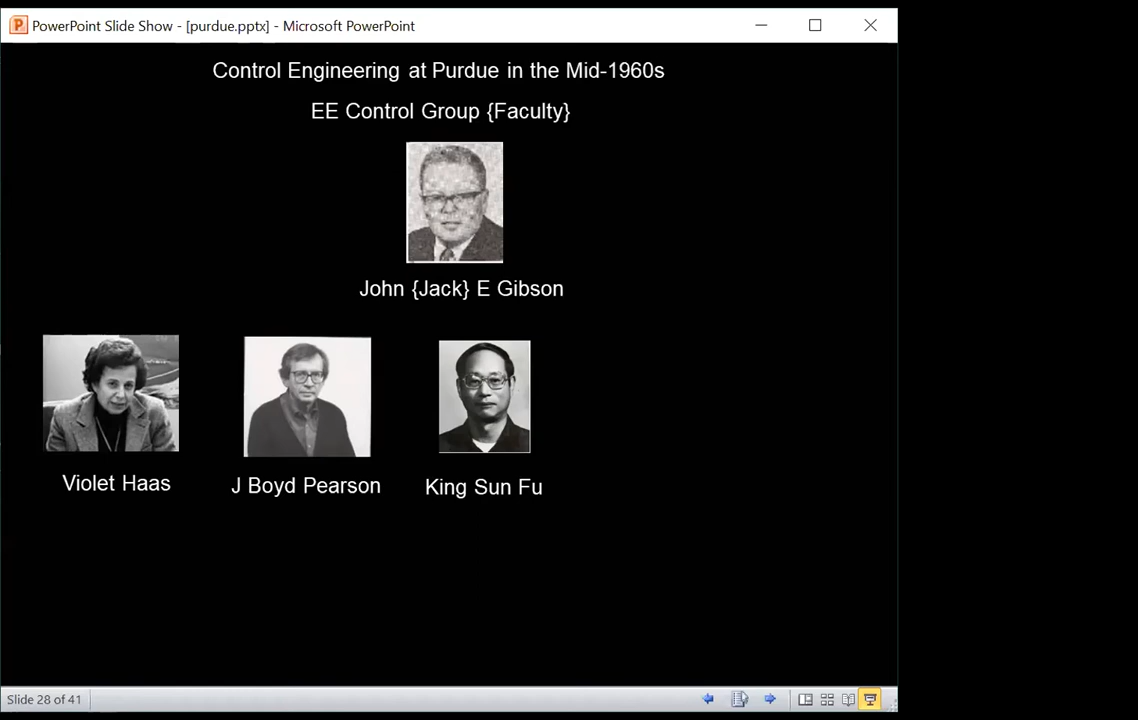 PowerPoint Slide Show - [purdue.pptx] - Microsoft PowerPoint
Control Engineering at Purdue in the Mid-1960s
EE Control Group {Faculty}
John {Jack} E Gibson
Violet Haas
J Boyd Pearson
King Sun Fu
Slide 28 of 41